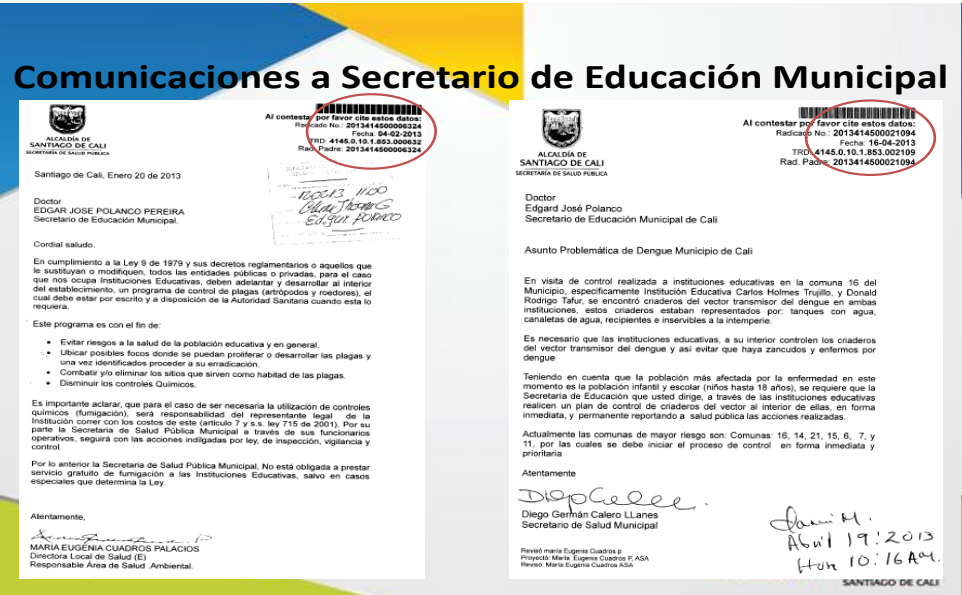 Comunicaciones a Secretario de Educación Municipal
ALCALDÍA DE
SANTIAGO DE CALI
SECRETARÍA DE SALUD PÚBLICA
Al contestar por favor cite estos datos:
Radicado No.: 2013414500006324
Fecha: 04-02-2013
TRD: 4145.0.10.1.853.000632
Rad. Padre: 2013414500006324
Santiago de Cali, Enero 20 de 2013
11:00
Edgar Polanco
Doctor
EDGAR JOSE POLANCO PEREIRA
Secretario de Educación Municipal.
Cordial saludo.
En cumplimiento a la Ley 9 de 1979 y sus decretos reglamentarios o aquellos que
le sustituyan o modifiquen, todos las entidades públicas o privadas, para el caso
que nos ocupa Instituciones Educativas, deben adelantar y desarrollar al interior
del establecimiento, un programa de control de plagas (artrópodos y roedores), el
cual debe estar por escrito y a disposición de la Autoridad Sanitaria cuando esta lo
requiera.
Este programa es con el fin de:
• Evitar riesgos a la salud de la población educativa y en general.
• Ubicar posibles focos donde se puedan proliferar o desarrollar las plagas y
una vez identificados proceder a su erradicación.
• Combatir y/o eliminar los sitios que sirven como habitad de las plagas.
• Disminuir los controles Químicos.
Es importante aclarar, que para el caso de ser necesaria la utilización de controles
químicos (fumigación), será responsabilidad del representante legal de la
Institución correr con los costos de este (articulo 7 y s.s. ley 715 de 2001). Por su
parte la Secretaria de Salud Pública Municipal a través de sus funcionarios
operativos, seguirá con las acciones indilgadas por ley, de inspección, vigilancia y
control.
Por lo anterior la Secretaria de Salud Pública Municipal, No está obligada a prestar
servicio gratuito de fumigación a las Instituciones Educativas, salvo en casos
especiales que determina la Ley.
Atentamente,
MARÍA EUGÉNIA CUADROS PALACIOS
Directora Local de Salud (E)
Responsable Área de Salud .Ambiental.
ALCALDÍA DE
SANTIAGO DE CALI
SECRETARÍA DE SALUD PÚBLICA
Al contestar por favor cite estos datos:
Radicado No.: 2013414500021094
Fecha: 16-04-2013
TRD: 4145.0.10.1.853.002109
Rad. Padre: 2013414500021094
Doctor
Edgard José Polanco
Secretario de Educación Municipal de Cali
Asunto Problemática de Dengue Municipio de Cali
En visita de control realizada a instituciones educativas en la comuna 16 del
Municipio, específicamente Institución Educativa Carlos Holmes Trujillo, y Donald
Rodrigo Tafur, se encontró criaderos del vector transmisor del dengue en ambas
instituciones, estos criaderos estaban representados por: tanques con agua,
canaletas de agua, recipientes e inservibles a la intemperie.
Es necesario que las instituciones educativas, a su interior controlen los criaderos
del vector transmisor del dengue y así evitar que haya zancudos y enfermos por
dengue
Teniendo en cuenta que la población más afectada por la enfermedad en este
momento es la población infantil y escolar (niños hasta 18 años), se requiere que la
Secretaría de Educación que usted dirige, a través de las instituciones educativas
realicen un plan de control de criaderos del vector al interior de ellas, en forma
inmediata, y permanente reportando a salud pública las acciones realizadas.
Actualmente las comunas de mayor riesgo son: Comunas: 16, 14, 21, 15, 6, 7, y
11, por las cuales se debe iniciar el proceso de control en forma inmediata y
prioritaria
Atentamente
Diego Germán Calero LLanes
Secretario de Salud Municipal
Abril 19:2013
Hora 10:16 AM.
Revisó maria Eugenia Cuadros p
Proyectó: Maria Eugenia Cuadros P. ASA
Revisó: Maria Eugenia Cuadros ASA
SANTIAGO DE CALI